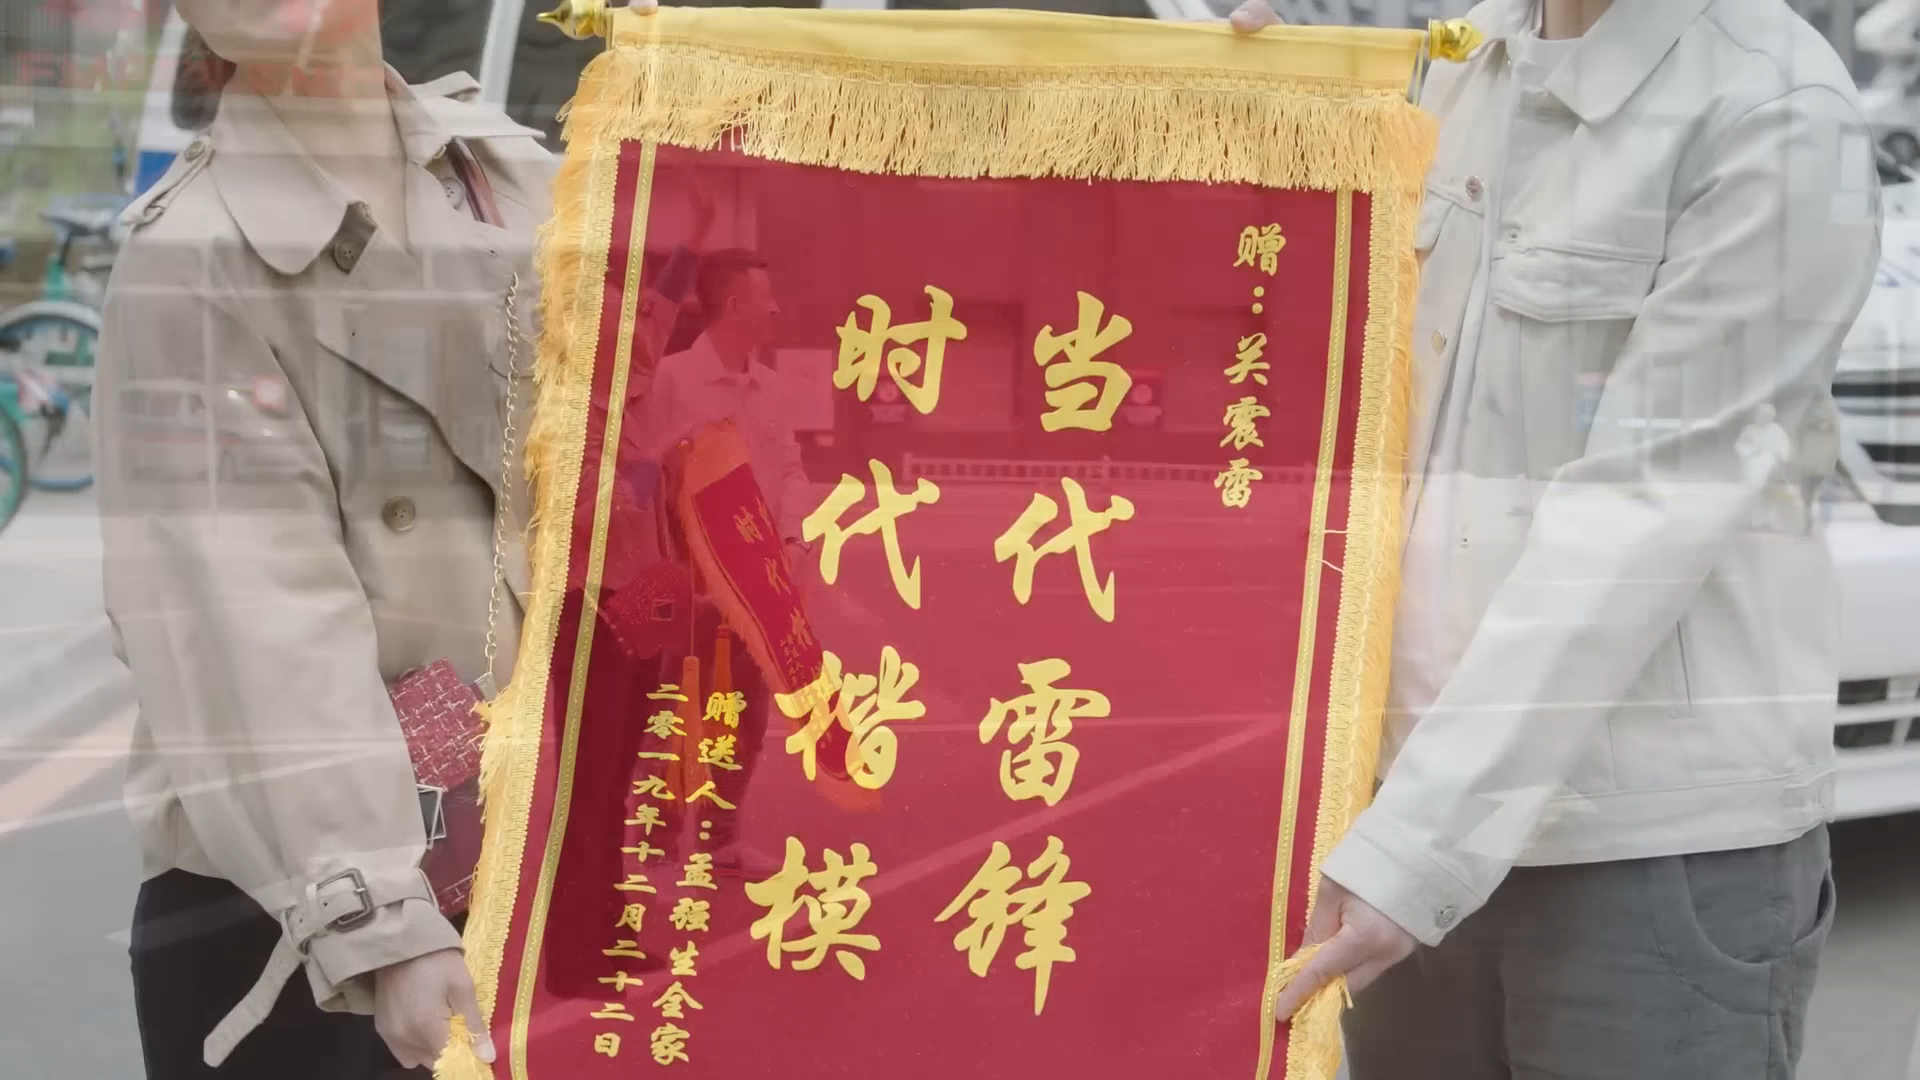 赠：关震雷
当代雷锋
时代楷模
赠送人：孟强生全家
二零一九年十二月二十二日